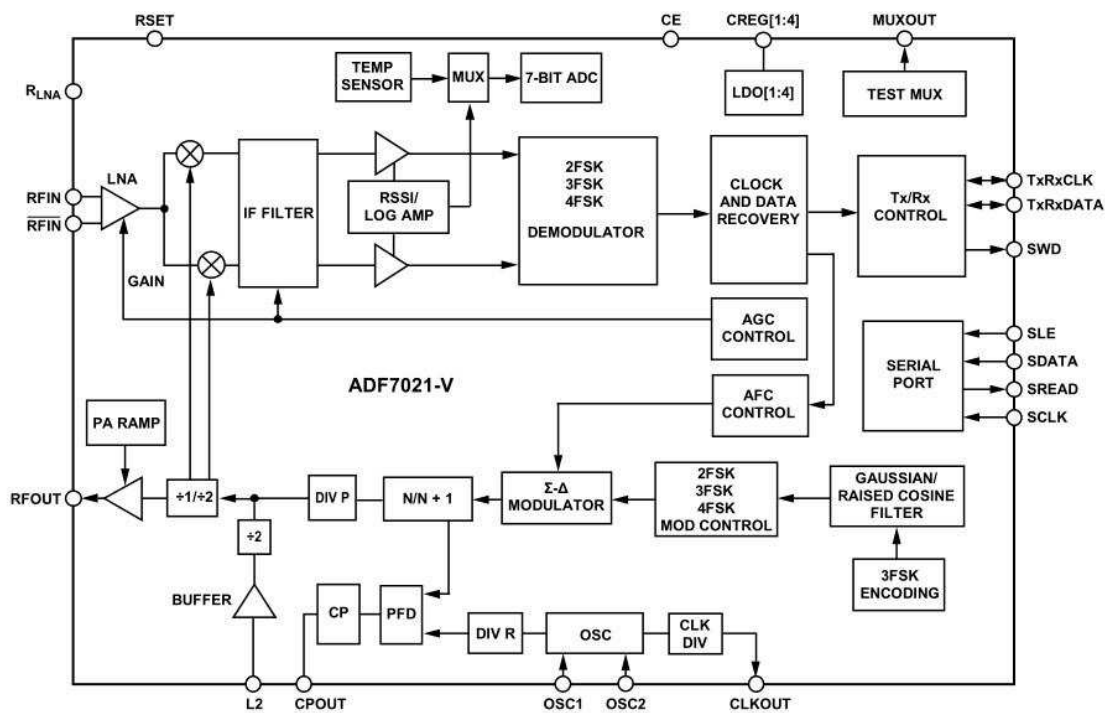 RSET
CE
CREG[1:4]
MUXOUT
RLNA
TEMP
SENSOR
MUX
7-BIT ADC
LDO[1:4]
TEST MUX
LNA
RFIN
RFIN
GAIN
IF FILTER
RSSI/
LOG AMP
2FSK
3FSK
4FSK
DEMODULATOR
CLOCK
AND DATA
RECOVERY
Tx/Rx
CONTROL
TxRxCLK
TxRxDATA
SWD
AGC
CONTROL
SERIAL
PORT
SLE
SDATA
SREAD
SCLK
ADF7021-V
AFC
CONTROL
PA RAMP
RFOUT
÷1/÷2
DIV P
N/N + 1
Σ-Δ
MODULATOR
2FSK
3FSK
4FSK
MOD CONTROL
GAUSSIAN/
RAISED COSINE
FILTER
÷2
3FSK
ENCODING
BUFFER
CP
PFD
DIV R
OSC
CLK
DIV
L2
CPOUT
OSC1
OSC2
CLKOUT